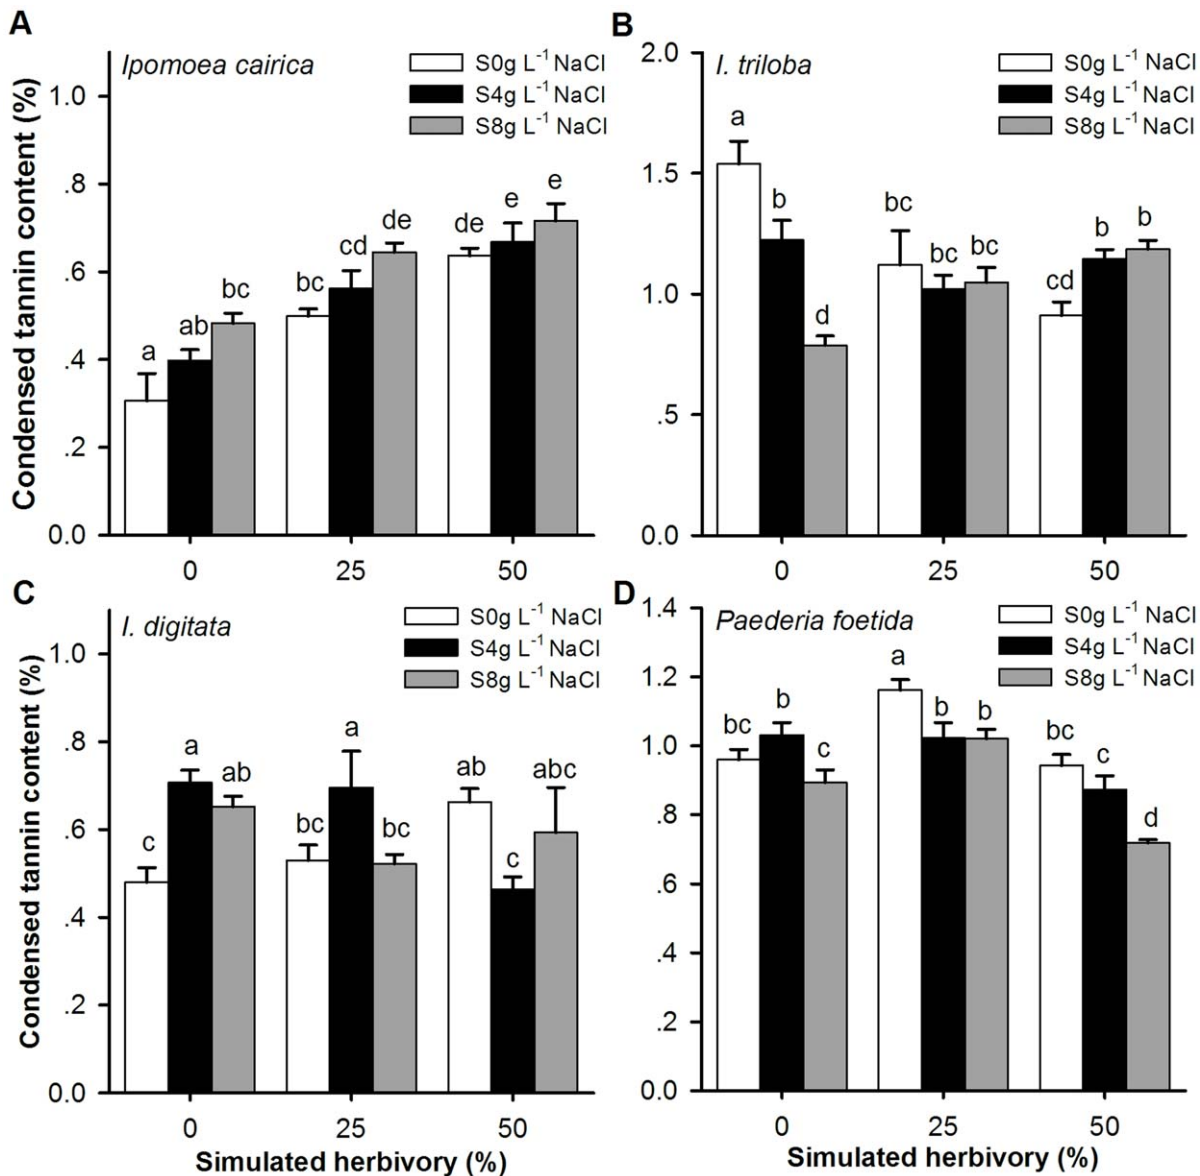 A
Ipomoea cairica
S0g L⁻¹ NaCl
S4g L⁻¹ NaCl
S8g L⁻¹ NaCl
Condensed tannin content (%)
1.0
.8
.6
.4
.2
0.0
a
ab
bc
bc
cd
de
de
e
e
0
25
50
B
I. triloba
S0g L⁻¹ NaCl
S4g L⁻¹ NaCl
S8g L⁻¹ NaCl
2.0
1.5
1.0
.5
0.0
a
b
d
bc
bc
bc
cd
b
b
0
25
50
C
I. digitata
S0g L⁻¹ NaCl
S4g L⁻¹ NaCl
S8g L⁻¹ NaCl
Condensed tannin content (%)
1.0
.8
.6
.4
.2
0.0
c
a
ab
bc
a
bc
ab
c
abc
0
25
50
Simulated herbivory (%)
D
Paederia foetida
S0g L⁻¹ NaCl
S4g L⁻¹ NaCl
S8g L⁻¹ NaCl
1.4
1.2
1.0
.8
.6
.4
.2
0.0
bc
b
c
a
b
b
bc
c
d
0
25
50
Simulated herbivory (%)